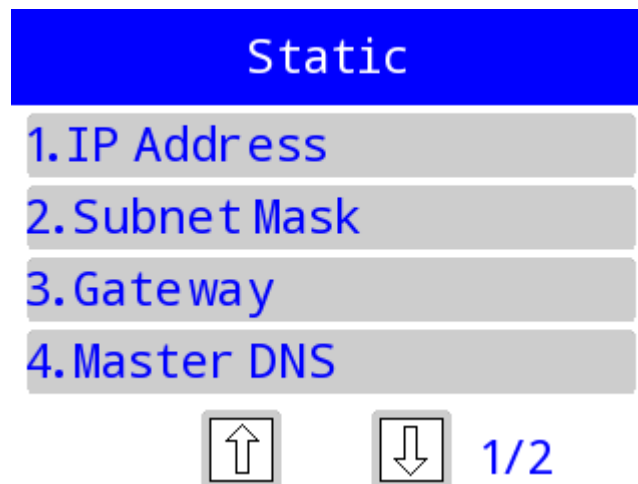 Static
1.IP Address
2.Subnet Mask
3.Gateway
4.Master DNS
1/2